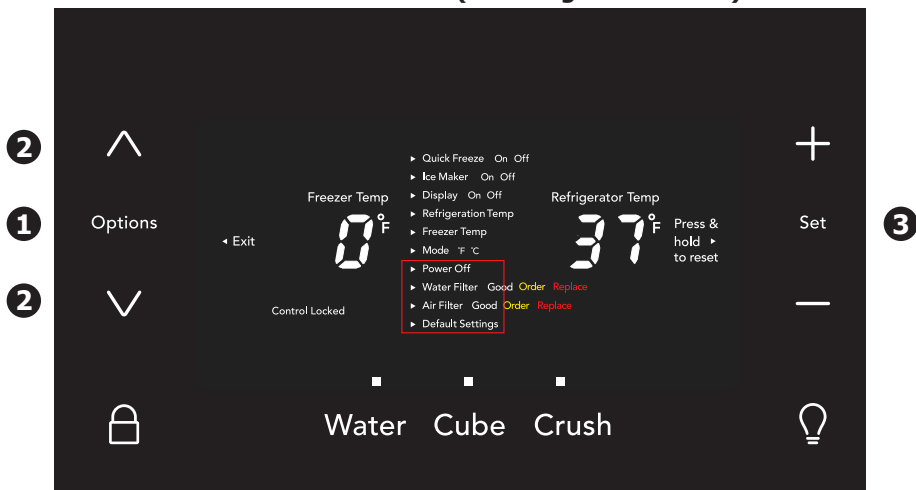 2
1
Options
2
◂ Exit
Freezer Temp
0°F
Control Locked
▸ Quick Freeze On Off
▸ Ice Maker On Off
▸ Display On Off
▸ Refrigeration Temp
▸ Freezer Temp
▸ Mode °F °C
▸ Power Off
▸ Water Filter Good Order Replace
▸ Air Filter Good Order Replace
▸ Default Settings
Refrigerator Temp
37°F
Press &
hold ▸
to reset
+
Set
3
—
Water Cube Crush